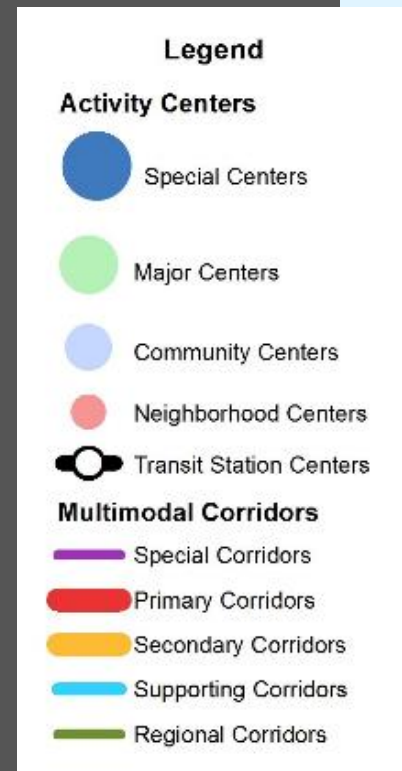 Legend
Activity Centers
Special Centers
Major Centers
Community Centers
Neighborhood Centers
Transit Station Centers
Multimodal Corridors
Special Corridors
Primary Corridors
Secondary Corridors
Supporting Corridors
Regional Corridors